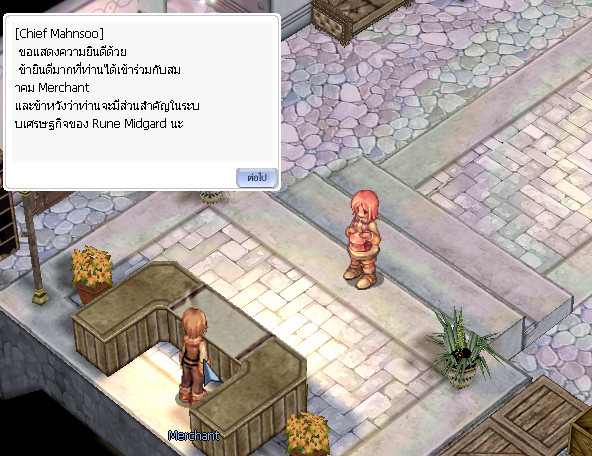 [Chief Mahnsoo]
ขอแสดงความยินดีด้วย
ข้ายินดีมากที่ท่านได้เข้าร่วมกับสม
าคม Merchant
และข้าหวังว่าท่านจะมีส่วนสำคัญในระบ
บเศรษฐกิจของ Rune Midgard นะ
ต่อไป
Merchant